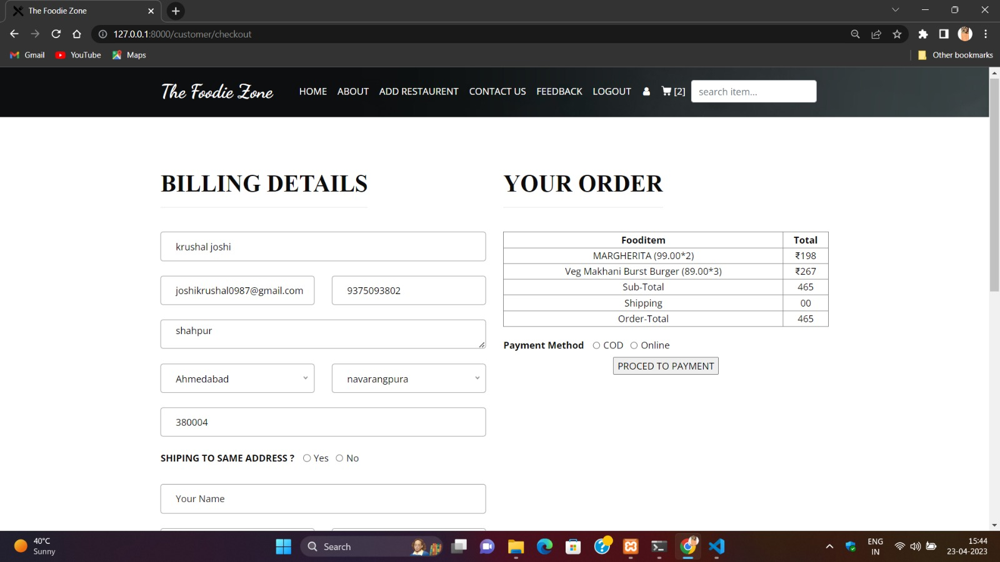 The Foodie Zone
127.0.0.1:8000/customer/checkout
Gmail YouTube Maps Other bookmarks
The Foodie Zone HOME ABOUT ADD RESTAURENT CONTACT US FEEDBACK LOGOUT [2] search item...
BILLING DETAILS
krushal joshi
joshikrushal0987@gmail.com 9375093802
shahpur
Ahmedabad navarangpura
380004
SHIPING TO SAME ADDRESS ? Yes No
Your Name
YOUR ORDER
Fooditem Total
MARGHERITA (99.00*2) ₹198
Veg Makhani Burst Burger (89.00*3) ₹267
Sub-Total 465
Shipping 00
Order-Total 465
Payment Method COD Online
PROCED TO PAYMENT
40°C
Sunny
Search
ENG
IN
15:44
23-04-2023